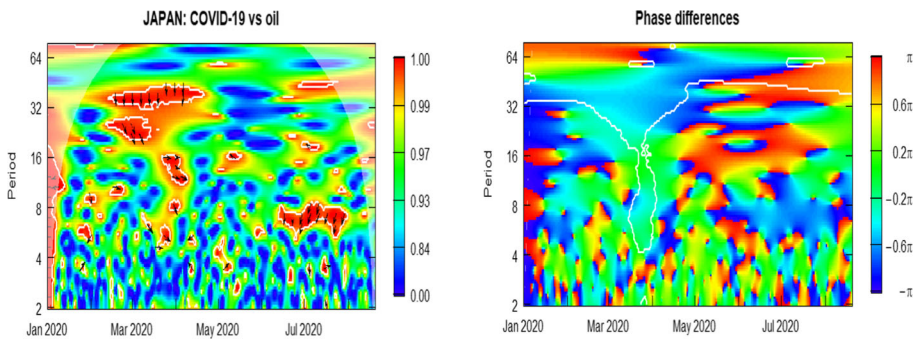 JAPAN: COVID-19 vs oil
64
32
16
8
4
2
Period
Jan 2020 Mar 2020 May 2020 Jul 2020
1.00
0.99
0.97
0.93
0.84
0.00
Phase differences
64
32
16
8
4
2
Period
Jan 2020 Mar 2020 May 2020 Jul 2020
π
0.6π
0.2π
-0.2π
-0.6π
-π